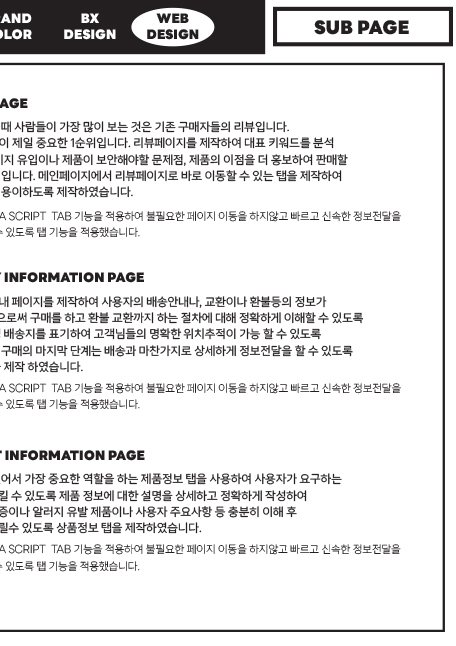 AND
OLOR
BX
DESIGN
WEB
DESIGN
SUB PAGE
AGE
때 사람들이 가장 많이 보는 것은 기존 구매자들의 리뷰입니다.
이 제일 중요한 1순위입니다. 리뷰페이지를 제작하여 대표 키워드를 분석
지 유입이나 제품이 보안해야할 문제점, 제품의 이점을 더 홍보하여 판매할
입니다. 메인페이지에서 리뷰페이지로 바로 이동할 수 있는 탭을 제작하여
용이하도록 제작하였습니다.
A SCRIPT TAB 기능을 적용하여 불필요한 페이지 이동을 하지않고 빠르고 신속한 정보전달을
수 있도록 탭 기능을 적용했습니다.
INFORMATION PAGE
내 페이지를 제작하여 사용자의 배송안내나, 교환이나 환불등의 정보가
으로써 구매를 하고 환불 교환까지 하는 절차에 대해 정확하게 이해할 수 있도록
배송지를 표기하여 고객님들의 명확한 위치추적이 가능 할 수 있도록
구매의 마지막 단계는 배송과 마찬가지로 상세하게 정보전달을 할 수 있도록
제작 하였습니다.
A SCRIPT TAB 기능을 적용하여 불필요한 페이지 이동을 하지않고 빠르고 신속한 정보전달을
수 있도록 탭 기능을 적용했습니다.
T INFORMATION PAGE
어서 가장 중요한 역할을 하는 제품정보 탭을 사용하여 사용자가 요구하는
킬 수 있도록 제품 정보에 대한 설명을 상세하고 정확하게 작성하여
증이나 알러지 유발 제품이나 사용자 주요사항 등 충분히 이해 후
릴수 있도록 상품정보 탭을 제작하였습니다.
A SCRIPT TAB 기능을 적용하여 불필요한 페이지 이동을 하지않고 빠르고 신속한 정보전달을
수 있도록 탭 기능을 적용했습니다.